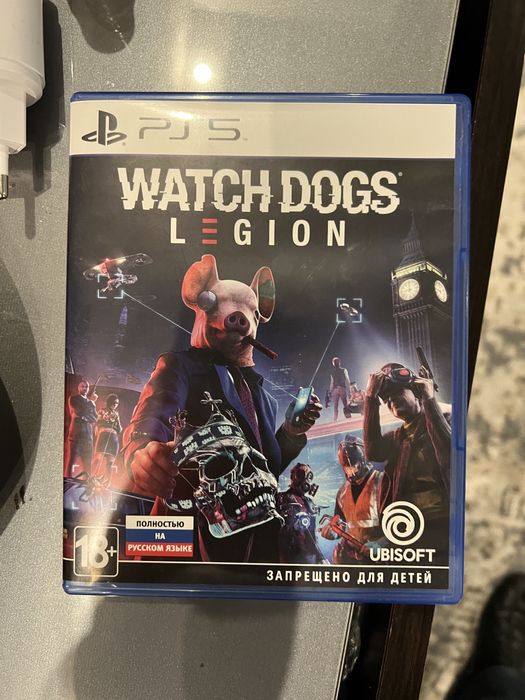 PS5
WATCH DOGS®
LEGION
ПОЛНОСТЬЮ
НА
РУССКОМ ЯЗЫКЕ
18+
UBISOFT
ЗАПРЕЩЕНО ДЛЯ ДЕТЕЙ